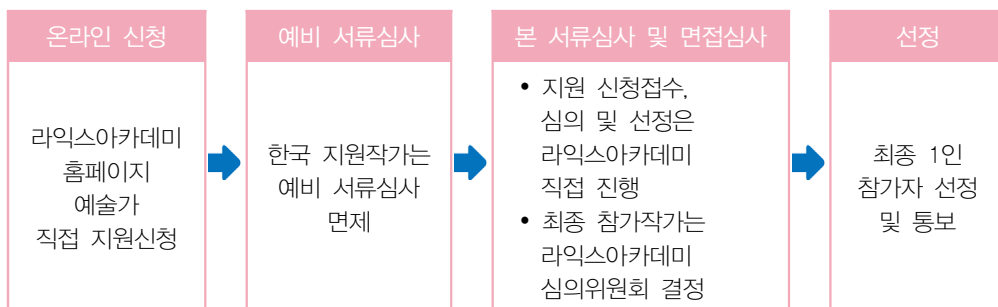 온라인 신청
라익스아카데미
홈페이지
예술가
직접 지원신청
예비 서류심사
한국 지원작가는
예비 서류심사
면제
본 서류심사 및 면접심사
• 지원 신청접수,
심의 및 선정은
라익스아카데미
직접 진행
• 최종 참가작가는
라익스아카데미
심의위원회 결정
선정
최종 1인
참가자 선정
및 통보